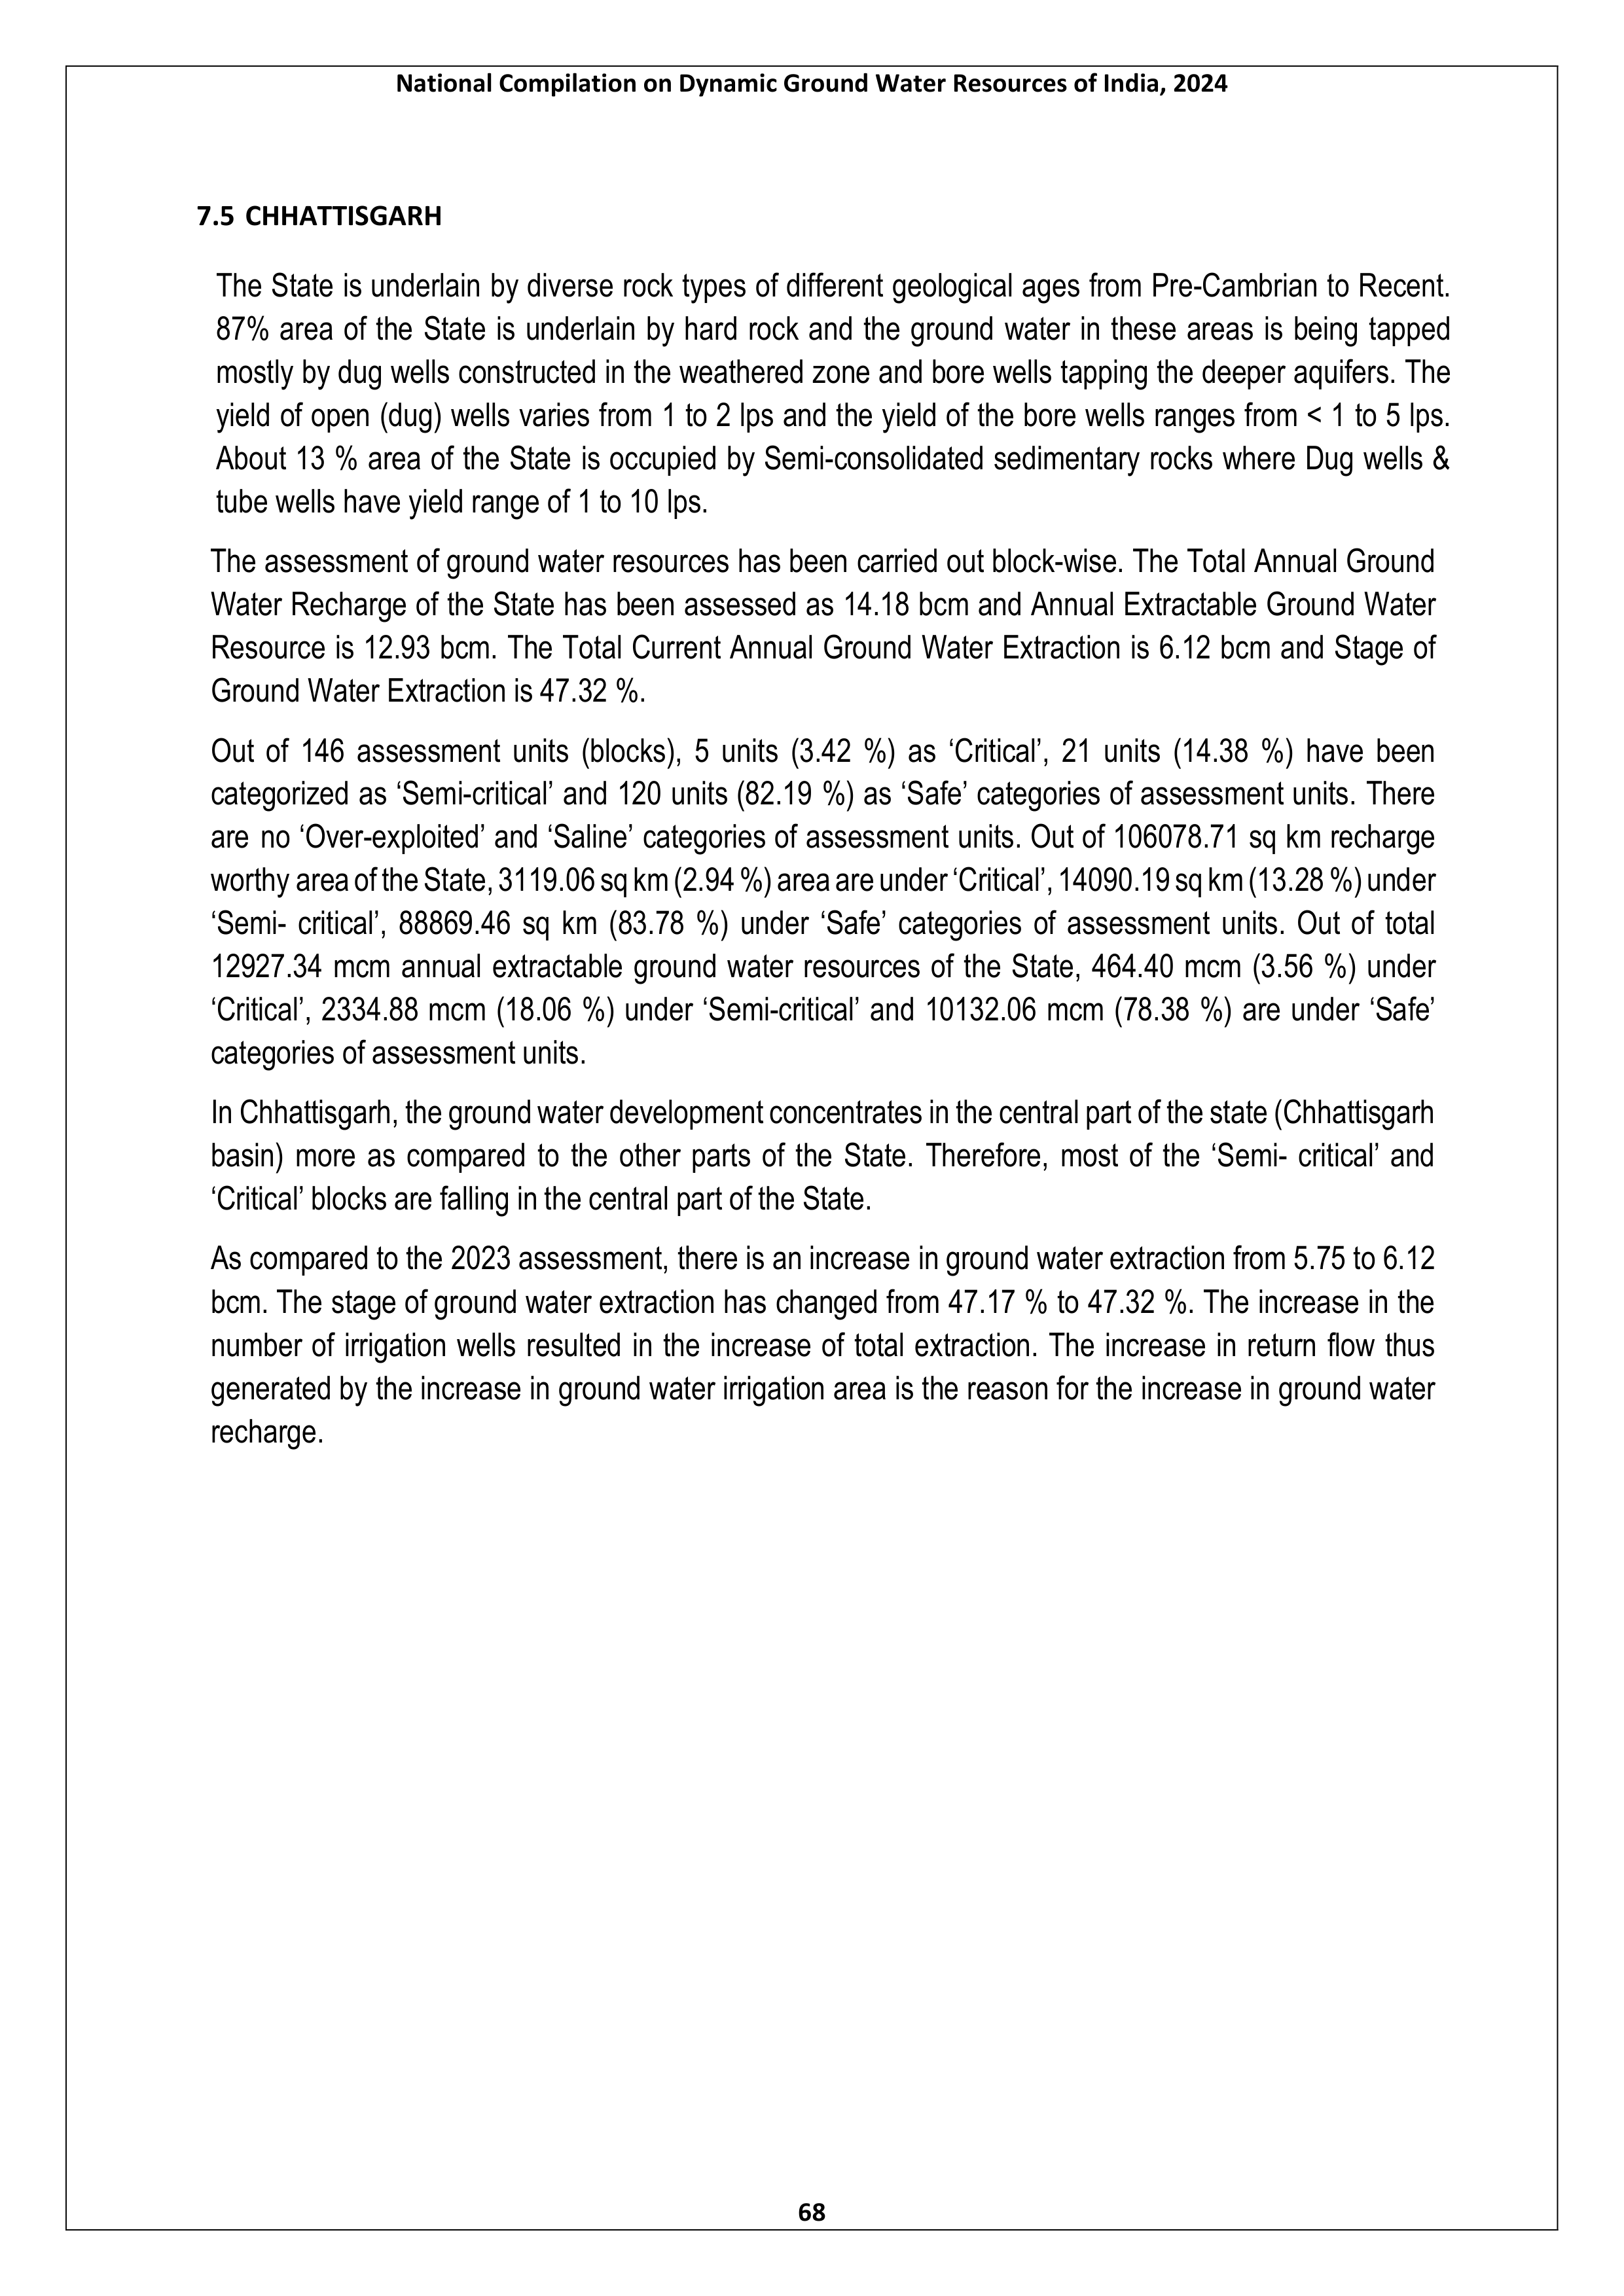 National Compilation on Dynamic Ground Water Resources of India, 2024
7.5 CHHATTISGARH
The State is underlain by diverse rock types of different geological ages from Pre-Cambrian to Recent.
87% area of the State is underlain by hard rock and the ground water in these areas is being tapped
mostly by dug wells constructed in the weathered zone and bore wells tapping the deeper aquifers. The
yield of open (dug) wells varies from 1 to 2 lps and the yield of the bore wells ranges from < 1 to 5 lps.
About 13 % area of the State is occupied by Semi-consolidated sedimentary rocks where Dug wells &
tube wells have yield range of 1 to 10 lps.
The assessment of ground water resources has been carried out block-wise. The Total Annual Ground
Water Recharge of the State has been assessed as 14.18 bcm and Annual Extractable Ground Water
Resource is 12.93 bcm. The Total Current Annual Ground Water Extraction is 6.12 bcm and Stage of
Ground Water Extraction is 47.32 %.
Out of 146 assessment units (blocks), 5 units (3.42 %) as ‘Critical’, 21 units (14.38 %) have been
categorized as ‘Semi-critical’ and 120 units (82.19 %) as ‘Safe’ categories of assessment units. There
are no ‘Over-exploited’ and ‘Saline’ categories of assessment units. Out of 106078.71 sq km recharge
worthy area of the State, 3119.06 sq km (2.94 %) area are under ‘Critical’, 14090.19 sq km (13.28 %) under
‘Semi- critical’, 88869.46 sq km (83.78 %) under ‘Safe’ categories of assessment units. Out of total
12927.34 mcm annual extractable ground water resources of the State, 464.40 mcm (3.56 %) under
‘Critical’, 2334.88 mcm (18.06 %) under ‘Semi-critical’ and 10132.06 mcm (78.38 %) are under ‘Safe’
categories of assessment units.
In Chhattisgarh, the ground water development concentrates in the central part of the state (Chhattisgarh
basin) more as compared to the other parts of the State. Therefore, most of the ‘Semi- critical’ and
‘Critical’ blocks are falling in the central part of the State.
As compared to the 2023 assessment, there is an increase in ground water extraction from 5.75 to 6.12
bcm. The stage of ground water extraction has changed from 47.17 % to 47.32 %. The increase in the
number of irrigation wells resulted in the increase of total extraction. The increase in return flow thus
generated by the increase in ground water irrigation area is the reason for the increase in ground water
recharge.
68